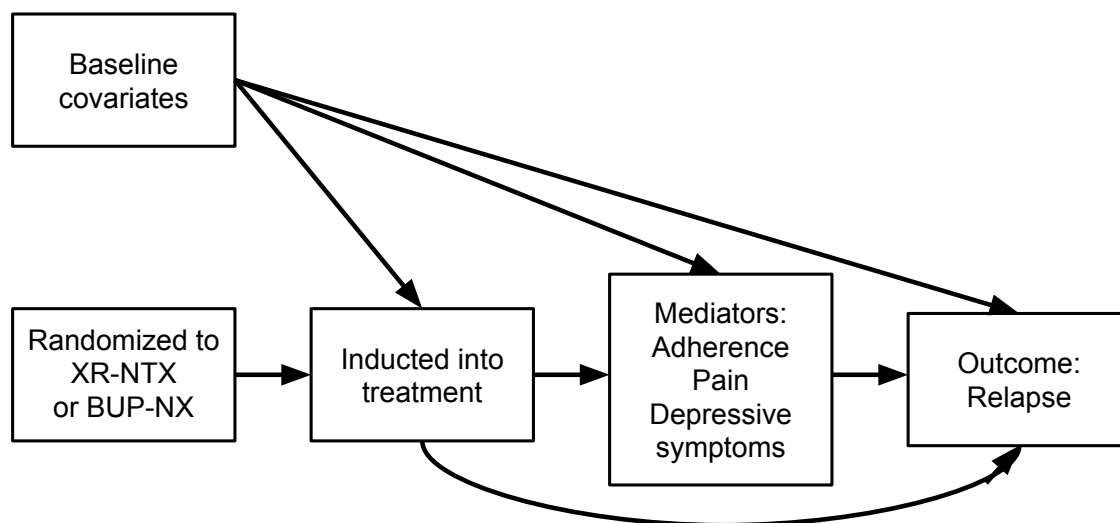 Baseline
covariates
Randomized to
XR-NTX
or BUP-NX
Inducted into
treatment
Mediators:
Adherence
Pain
Depressive
symptoms
Outcome:
Relapse